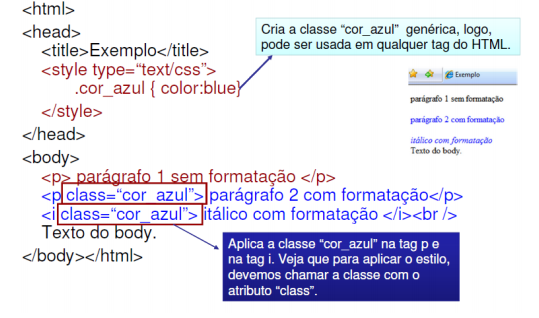 <html>
<head>
<title>Exemplo</title>
<style type="text/css">
.cor_azul { color:blue}
</style>
</head>
<body>
<p> parágrafo 1 sem formatação </p>
<p class="cor_azul"> parágrafo 2 com formatação</p>
<i class="cor_azul"> itálico com formatação </i><br />
Texto do body.
</body></html>
Cria a classe “cor_azul” genérica, logo,
pode ser usada em qualquer tag do HTML.
Exemplo
parágrafo 1 sem formatação
parágrafo 2 com formatação
itálico com formatação
Texto do body.
Aplica a classe “cor_azul” na tag p e
na tag i. Veja que para aplicar o estilo,
devemos chamar a classe com o
atributo “class”.